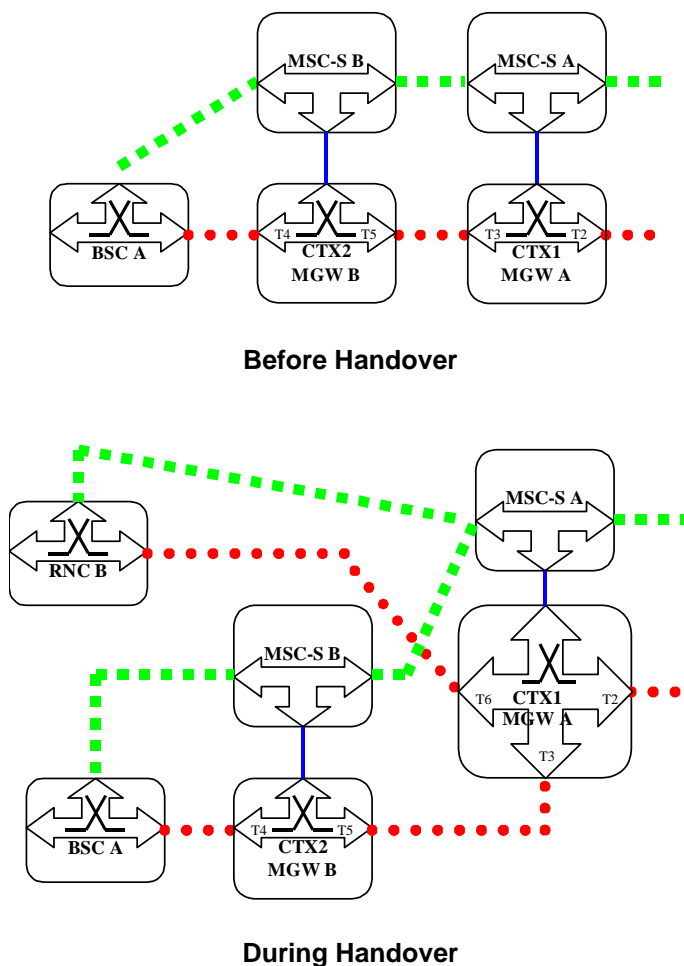 MSC-S B
MSC-S A
T4
T5
T3
T2
BSC A
CTX2
CTX1
MGW B
MGW A
Before Handover
MSC-S A
RNC B
MSC-S B
T6
CTX1
T2
MGW A
T3
T4
T5
BSC A
CTX2
MGW B
During Handover